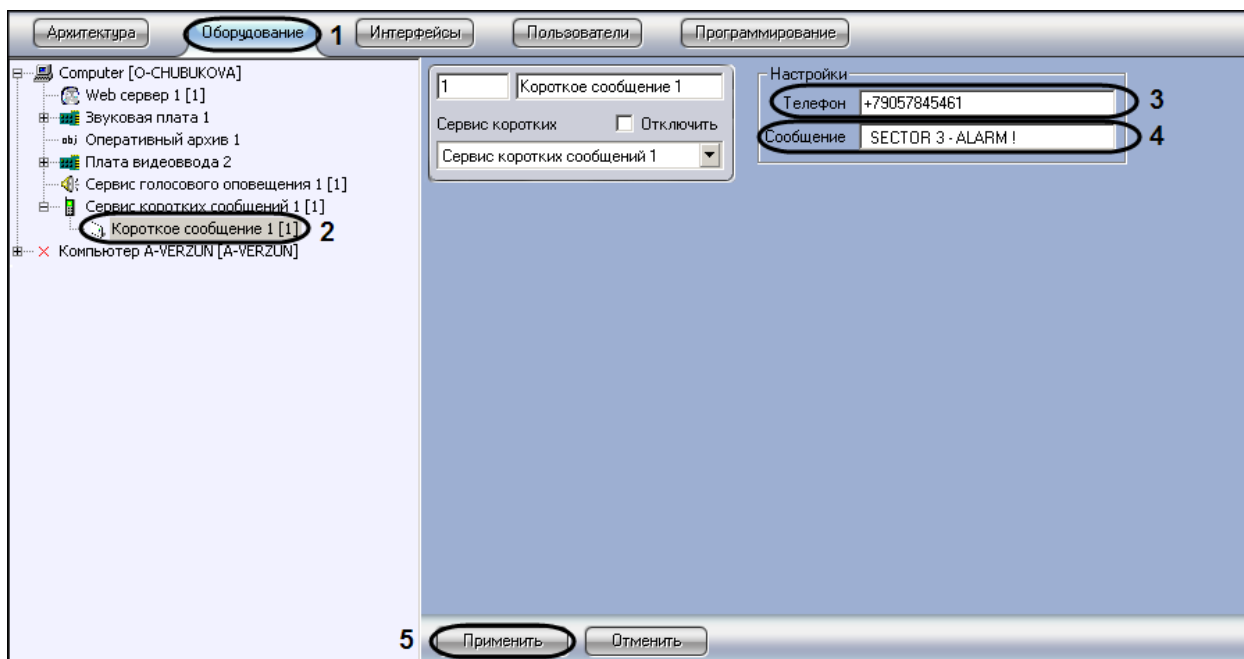 Архитектура Оборудование 1 Интерфейсы Пользователи Программирование
Computer [O-CHUBUKOVA]
Web сервер 1 [1]
Звуковая плата 1
obj Оперативный архив 1
Плата видеоввода 2
Сервис голосового оповещения 1 [1]
Сервис коротких сообщений 1 [1]
Короткое сообщение 1 [1] 2
Компьютер A-VERZUN [A-VERZUN]
1 Короткое сообщение 1
Сервис коротких Отключить
Сервис коротких сообщений 1
Настройки
Телефон +79057845461 3
Сообщение SECTOR 3 - ALARM ! 4
5 Применить Отменить